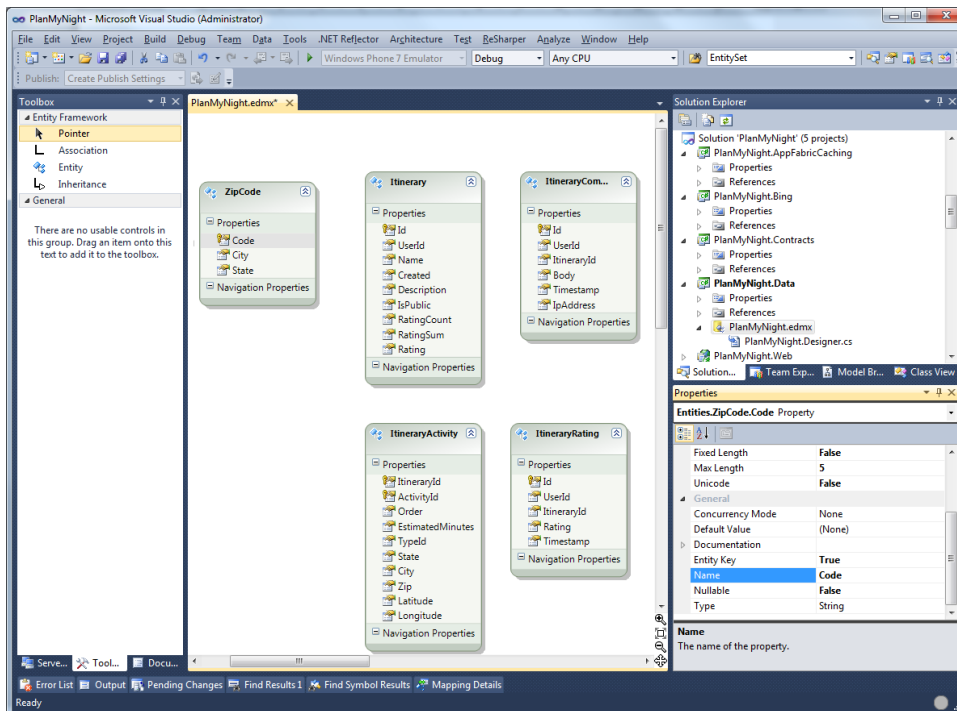 PlanMyNight - Microsoft Visual Studio (Administrator)
File Edit View Project Build Debug Team Data Tools .NET Reflector Architecture Test ReSharper Analyze Window Help
Windows Phone 7 Emulator Debug Any CPU EntitySet
Publish: Create Publish Settings
Toolbox
Entity Framework
Pointer
Association
Entity
Inheritance
General
There are no usable controls in
this group. Drag an item onto this
text to add it to the toolbox.
Serve... Tool... Docu...
PlanMyNight.edmx*
ZipCode
Properties
Code
City
State
Navigation Properties
Itinerary
Properties
Id
UserId
Name
Created
Description
IsPublic
RatingCount
RatingSum
Rating
Navigation Properties
ItineraryCom...
Properties
Id
UserId
ItineraryId
Body
Timestamp
IpAddress
Navigation Properties
ItineraryActivity
Properties
ItineraryId
ActivityId
Order
EstimatedMinutes
TypeId
State
City
Zip
Latitude
Longitude
Navigation Properties
ItineraryRating
Properties
Id
UserId
ItineraryId
Rating
Timestamp
Navigation Properties
Solution Explorer
Solution 'PlanMyNight' (5 projects)
PlanMyNight.AppFabricCaching
Properties
References
PlanMyNight.Bing
Properties
References
PlanMyNight.Contracts
Properties
References
PlanMyNight.Data
Properties
References
PlanMyNight.edmx
PlanMyNight.Designer.cs
PlanMyNight.Web
Solution... Team Exp... Model Br... Class View
Properties
Entities.ZipCode.Code Property
Fixed Length False
Max Length 5
Unicode False
General
Concurrency Mode None
Default Value (None)
Documentation
Entity Key True
Name Code
Nullable False
Type String
Name
The name of the property.
Error List Output Pending Changes Find Results 1 Find Symbol Results Mapping Details
Ready